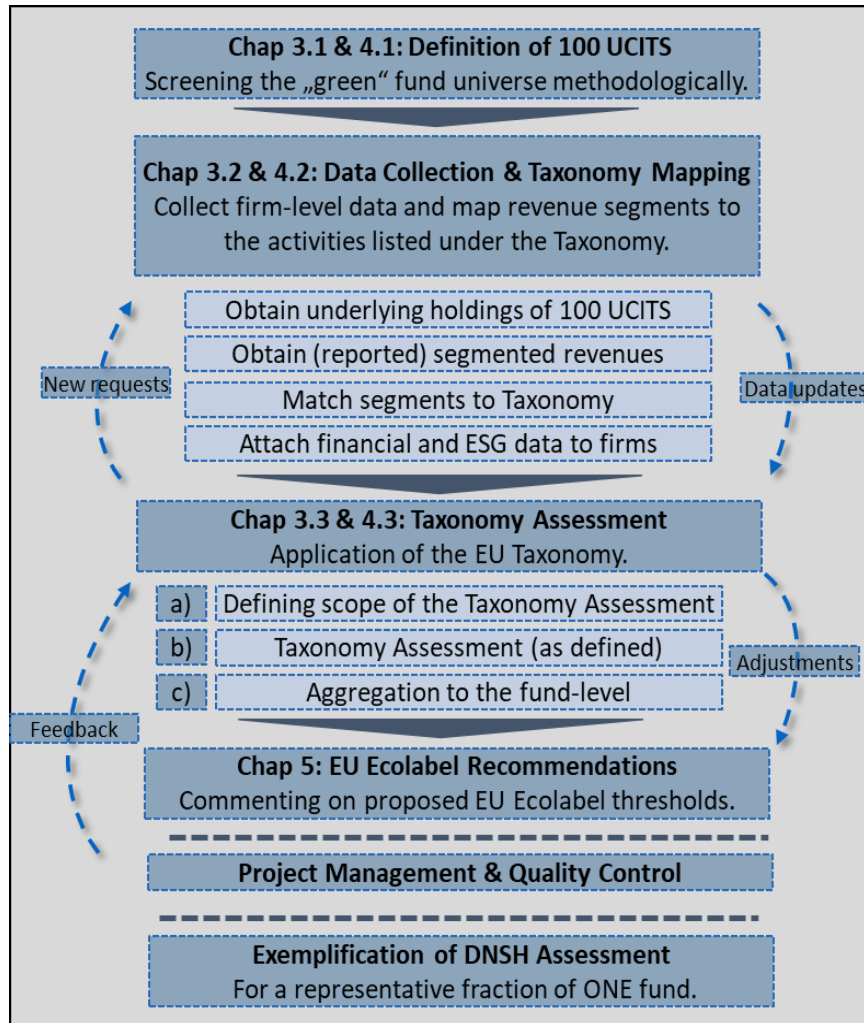 Chap 3.1 & 4.1: Definition of 100 UCITS
Screening the „green“ fund universe methodologically.
Chap 3.2 & 4.2: Data Collection & Taxonomy Mapping
Collect firm-level data and map revenue segments to
the activities listed under the Taxonomy.
Obtain underlying holdings of 100 UCITS
Obtain (reported) segmented revenues
Match segments to Taxonomy
Attach financial and ESG data to firms
New requests
Data updates
Chap 3.3 & 4.3: Taxonomy Assessment
Application of the EU Taxonomy.
a) Defining scope of the Taxonomy Assessment
b) Taxonomy Assessment (as defined)
c) Aggregation to the fund-level
Adjustments
Feedback
Chap 5: EU Ecolabel Recommendations
Commenting on proposed EU Ecolabel thresholds.
Project Management & Quality Control
Exemplification of DNSH Assessment
For a representative fraction of ONE fund.